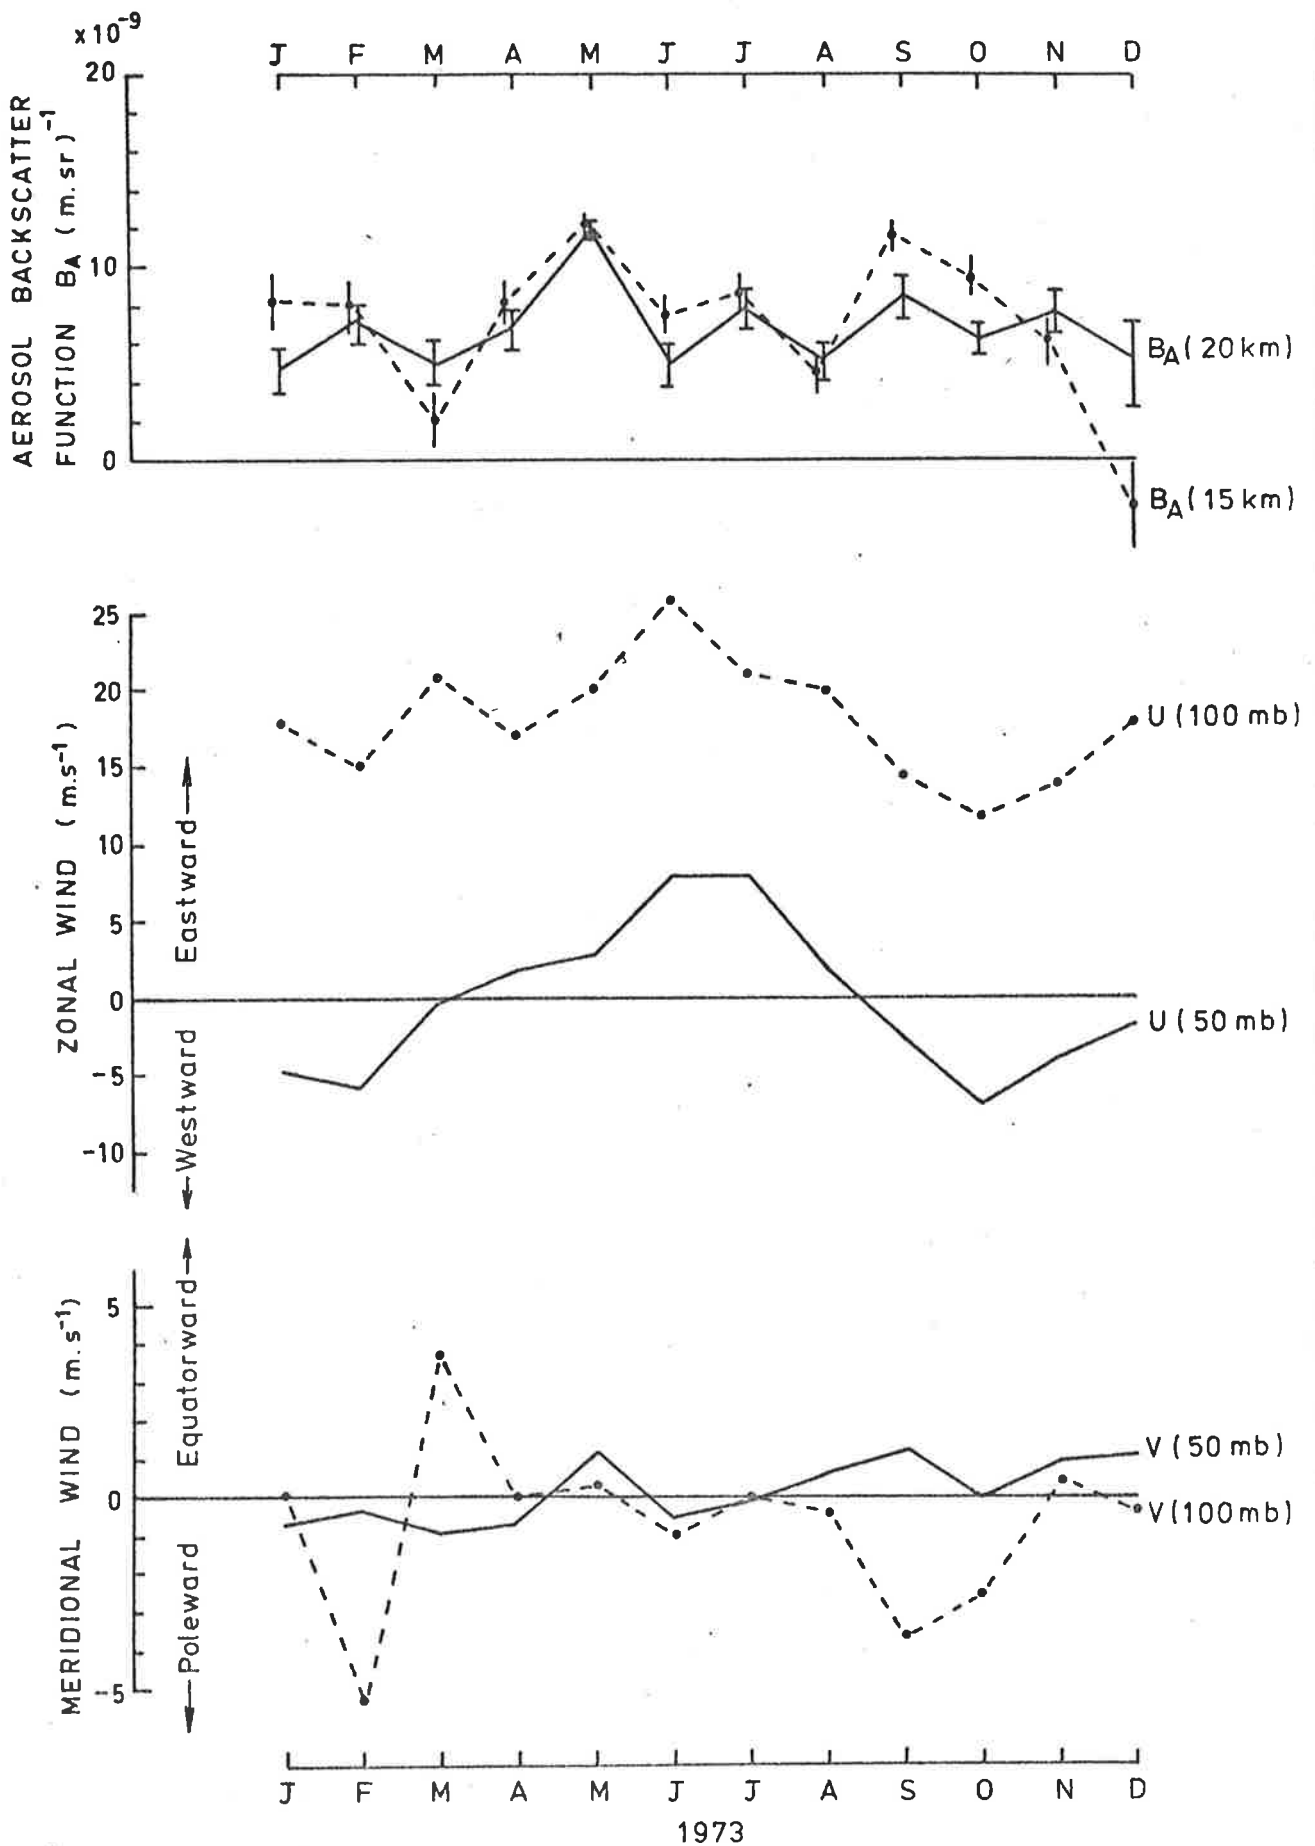 x10⁻⁹
J F M A M J J A S O N D
20
10
0
AEROSOL BACKSCATTER
FUNCTION B_A (m.sr)⁻¹
B_A (20 km)
B_A (15 km)
25
20
15
10
5
0
-5
-10
ZONAL WIND (m.s⁻¹)
Eastward
Westward
U (100 mb)
U (50 mb)
5
0
-5
MERIDIONAL WIND (m.s⁻¹)
Equatorward
Poleward
V (50 mb)
V (100mb)
J F M A M J J A S O N D
1973